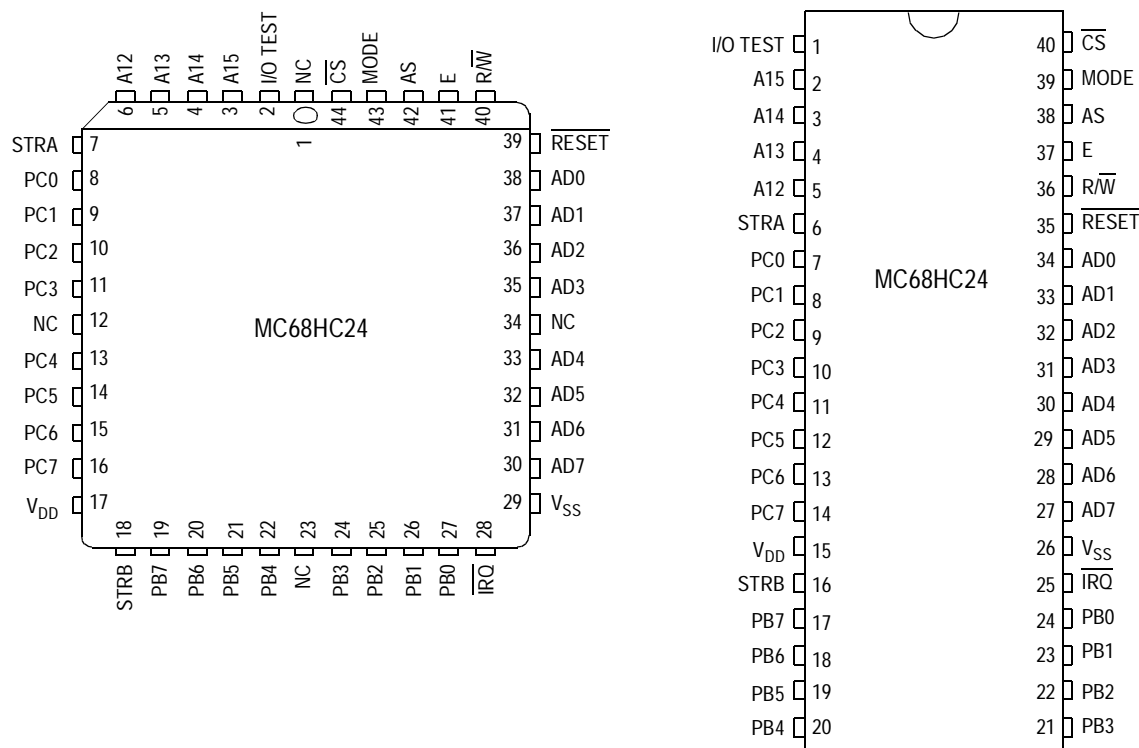 A12
A13
A14
A15
I/O TEST
NC
C̅S̅
MODE
AS
E
R/W̅
6
5
4
3
2
1
44
43
42
41
40
STRA 7
PC0 8
PC1 9
PC2 10
PC3 11
NC 12
PC4 13
PC5 14
PC6 15
PC7 16
VDD 17
MC68HC24
39 R̅E̅S̅E̅T̅
38 AD0
37 AD1
36 AD2
35 AD3
34 NC
33 AD4
32 AD5
31 AD6
30 AD7
29 VSS
18
19
20
21
22
23
24
25
26
27
28
STRB
PB7
PB6
PB5
PB4
NC
PB3
PB2
PB1
PB0
I̅R̅Q̅
I/O TEST 1
A15 2
A14 3
A13 4
A12 5
STRA 6
PC0 7
PC1 8
PC2 9
PC3 10
PC4 11
PC5 12
PC6 13
PC7 14
VDD 15
STRB 16
PB7 17
PB6 18
PB5 19
PB4 20
MC68HC24
40 C̅S̅
39 MODE
38 AS
37 E
36 R/W̅
35 R̅E̅S̅E̅T̅
34 AD0
33 AD1
32 AD2
31 AD3
30 AD4
29 AD5
28 AD6
27 AD7
26 VSS
25 I̅R̅Q̅
24 PB0
23 PB1
22 PB2
21 PB3